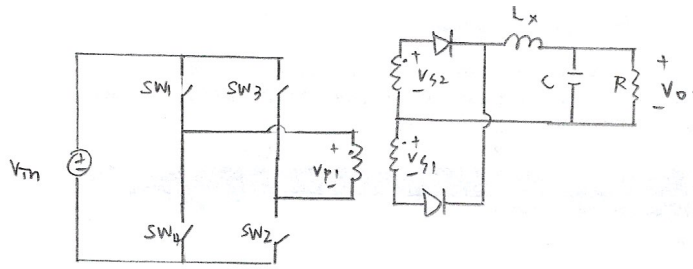 Lx
SW1
SW3
+
VS2
-
C
R
+
Vo
-
Vin
+
VP1
-
+
VS1
-
SW4
SW2